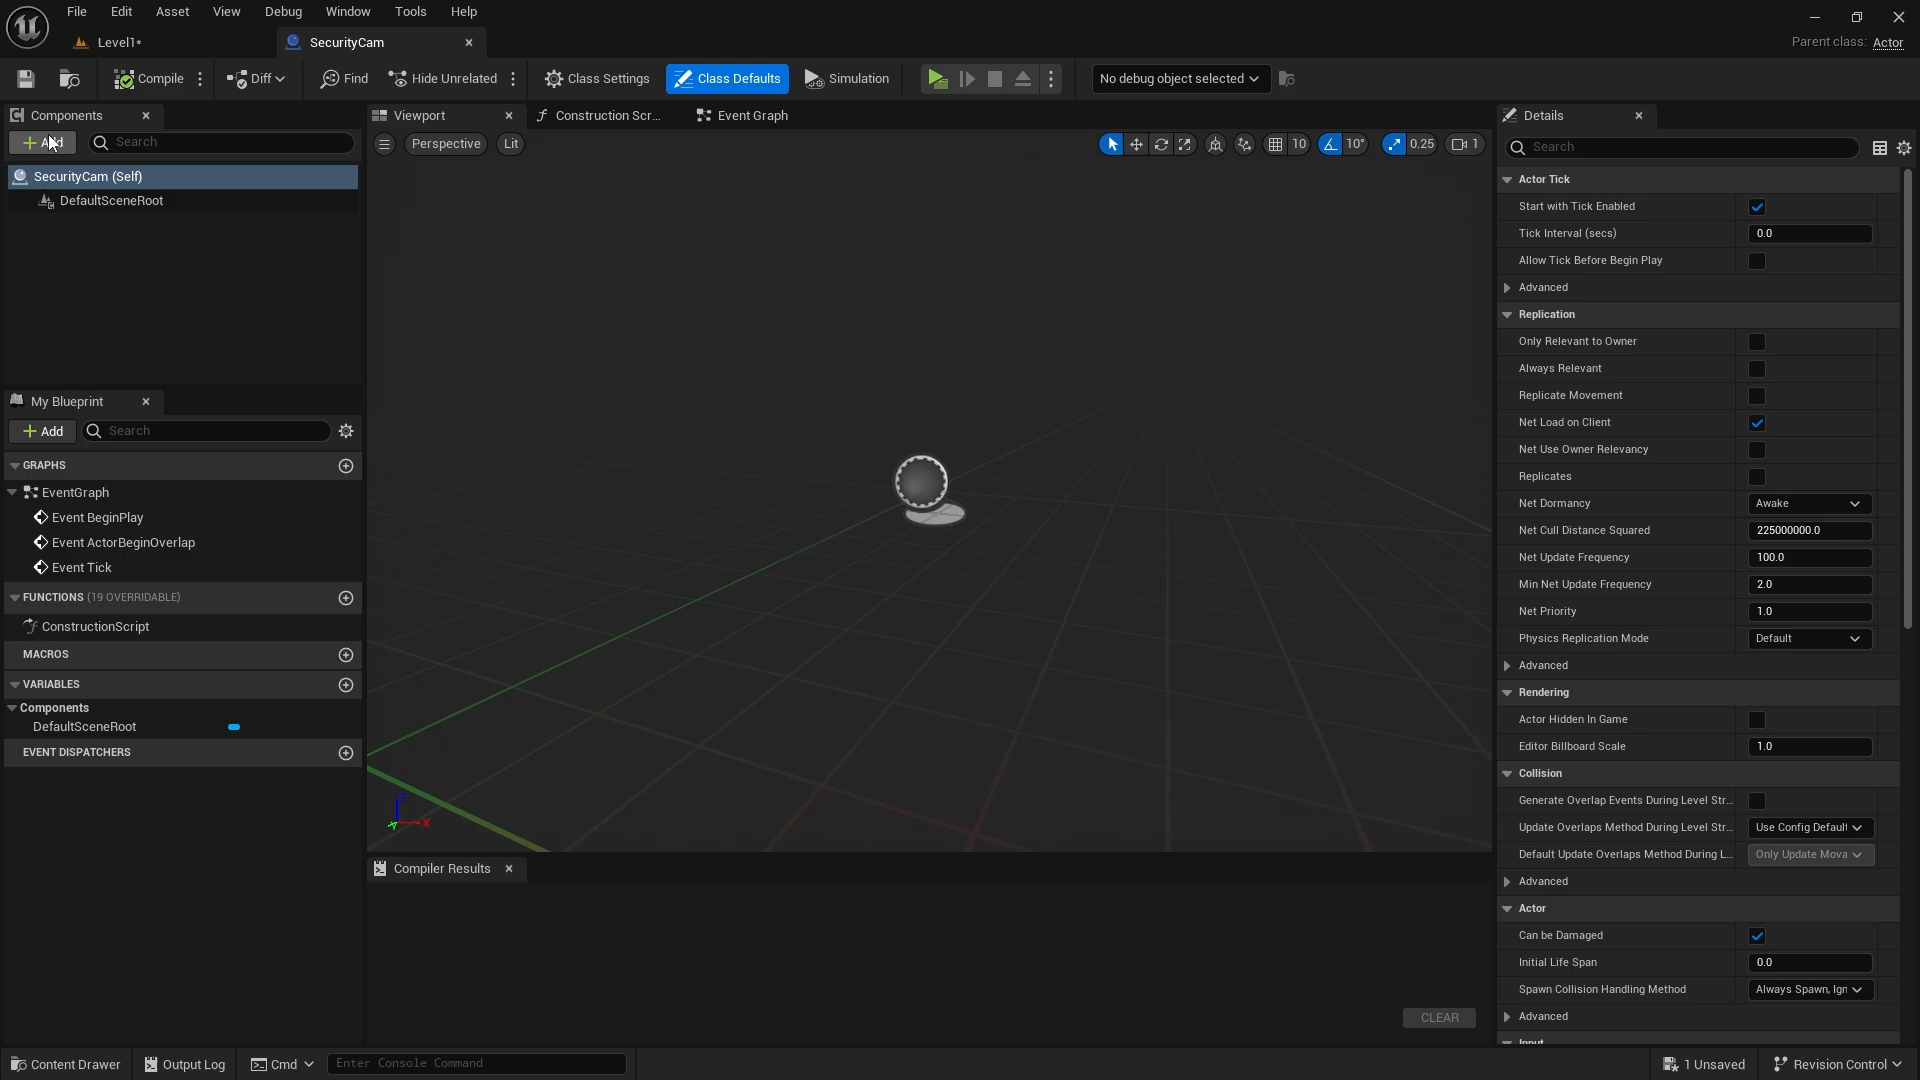 File Edit Asset View Debug Window Tools Help
Level1* SecurityCam
Parent class: Actor
Compile Diff Find Hide Unrelated Class Settings Class Defaults Simulation No debug object selected
Components
Add Search
SecurityCam (Self)
DefaultSceneRoot
My Blueprint
Add Search
GRAPHS
EventGraph
Event BeginPlay
Event ActorBeginOverlap
Event Tick
FUNCTIONS (19 OVERRIDABLE)
ConstructionScript
MACROS
VARIABLES
Components
DefaultSceneRoot
EVENT DISPATCHERS
Viewport Construction Scr... Event Graph
Perspective Lit 10 10° 0.25 1
Z
Y X
Compiler Results
CLEAR
Details
Search
Actor Tick
Start with Tick Enabled
Tick Interval (secs) 0.0
Allow Tick Before Begin Play
Advanced
Replication
Only Relevant to Owner
Always Relevant
Replicate Movement
Net Load on Client
Net Use Owner Relevancy
Replicates
Net Dormancy Awake
Net Cull Distance Squared 225000000.0
Net Update Frequency 100.0
Min Net Update Frequency 2.0
Net Priority 1.0
Physics Replication Mode Default
Advanced
Rendering
Actor Hidden In Game
Editor Billboard Scale 1.0
Collision
Generate Overlap Events During Level Str...
Update Overlaps Method During Level Str... Use Config Default
Default Update Overlaps Method During L... Only Update Mova
Advanced
Actor
Can be Damaged
Initial Life Span 0.0
Spawn Collision Handling Method Always Spawn, Ign
Advanced
Input
Content Drawer Output Log Cmd Enter Console Command 1 Unsaved Revision Control